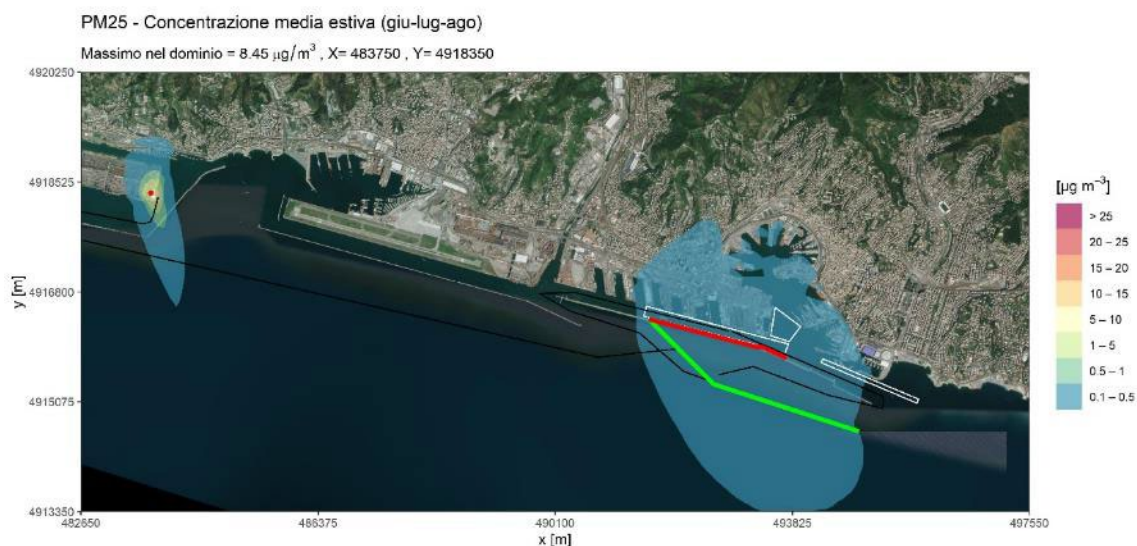 PM25 - Concentrazione media estiva (giu-lug-ago)
Massimo nel dominio = 8.45 μg/m³ , X= 483750 , Y= 4918350
4920250
4918525
4916800
4915075
4913350
y [m]
482650
486375
490100
493825
497550
x [m]
[μg m⁻³]
> 25
20 – 25
15 – 20
10 – 15
5 – 10
1 – 5
0.5 – 1
0.1 – 0.5